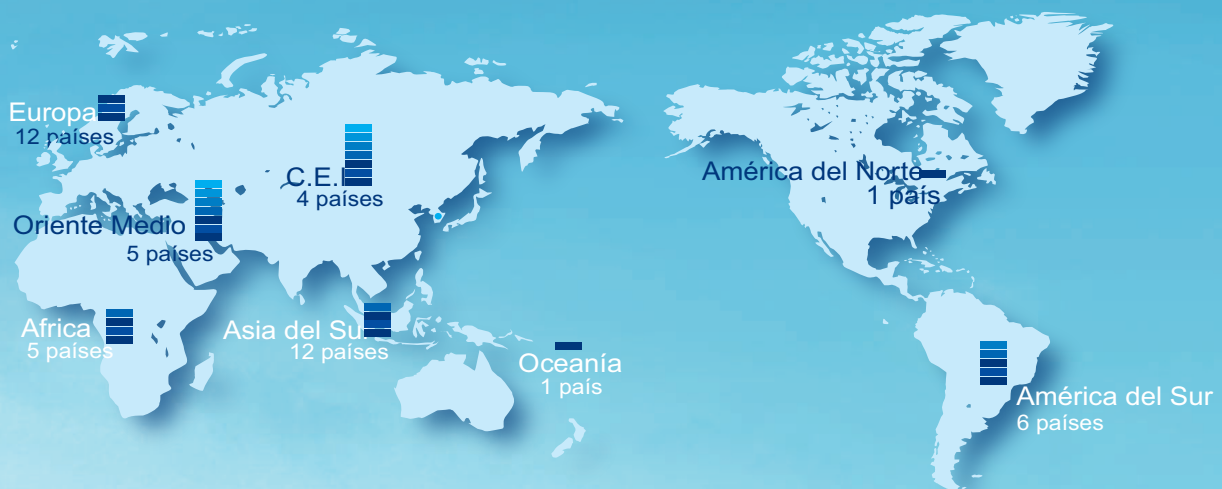 Europa
12 países
C.E.I
4 países
Oriente Medio
5 países
Africa
5 países
Asia del Su
12 países
Oceanía
1 país
América del Norte
1 país
América del Sur
6 países